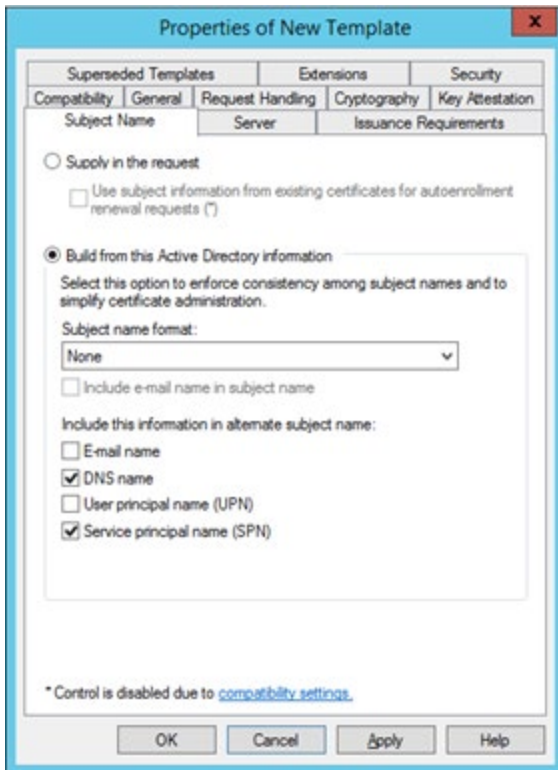 Properties of New Template
x
Superseded Templates Extensions Security
Compatibility General Request Handling Cryptography Key Attestation
Subject Name Server Issuance Requirements
Supply in the request
Use subject information from existing certificates for autoenrollment
renewal requests (*)
Build from this Active Directory information
Select this option to enforce consistency among subject names and to
simplify certificate administration.
Subject name format:
None
Include e-mail name in subject name
Include this information in alternate subject name:
E-mail name
DNS name
User principal name (UPN)
Service principal name (SPN)
* Control is disabled due to compatibility settings.
OK Cancel Apply Help